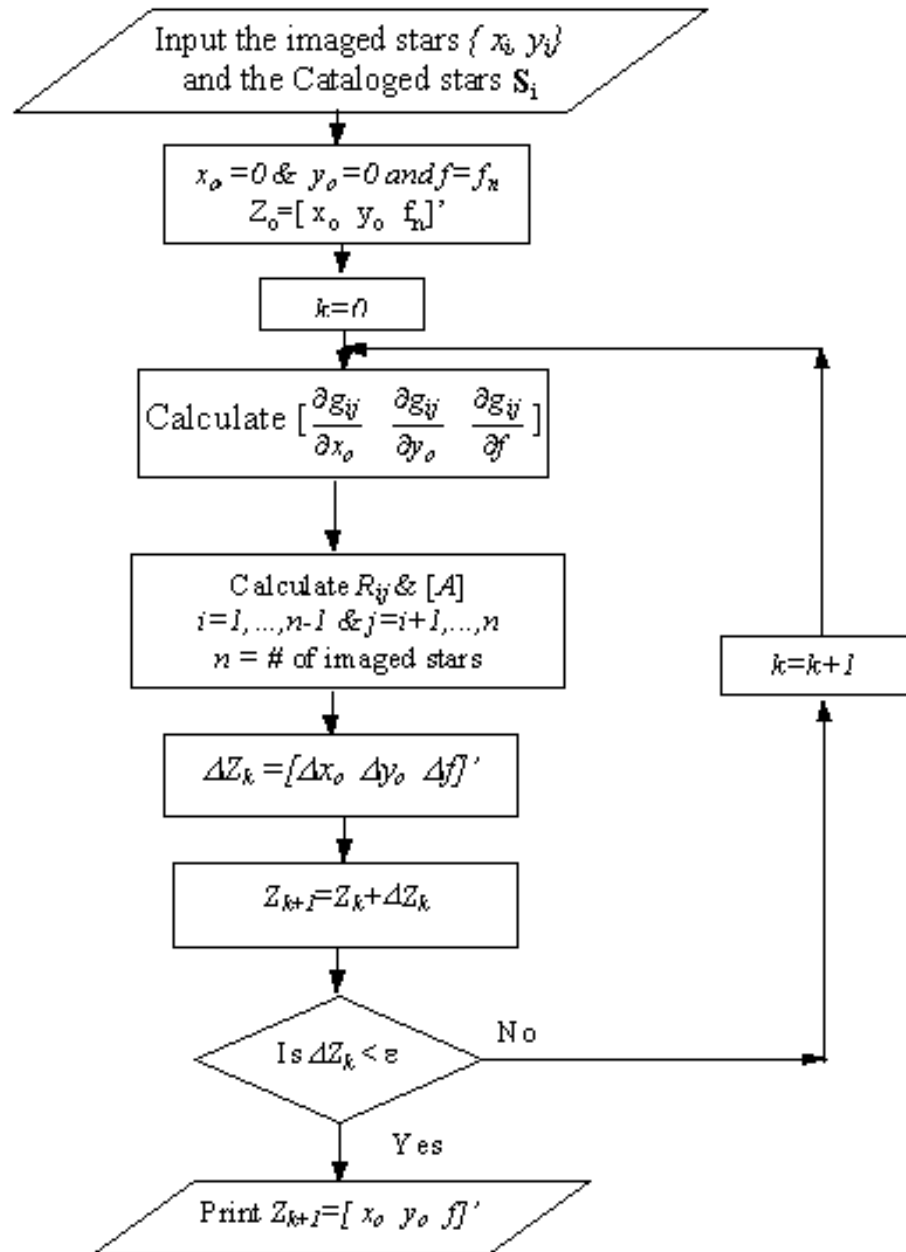 Input the imaged stars { xᵢ, yᵢ}
and the Cataloged stars Sᵢ
xₒ =0 & yₒ =0 and f=fₙ
Zₒ=[ xₒ yₒ fₙ]’
k=0
Calculate [∂gᵢⱼ/∂xₒ ∂gᵢⱼ/∂yₒ ∂gᵢⱼ/∂f ]
Calculate Rᵢⱼ & [A]
i=1,...,n-1 & j=i+1,...,n
n = # of imaged stars
k=k+1
ΔZₖ =[Δxₒ Δyₒ Δf]’
Zₖ₊₁=Zₖ+ΔZₖ
Is ΔZₖ < ε
No
Yes
Print Zₖ₊₁=[ xₒ yₒ f]’